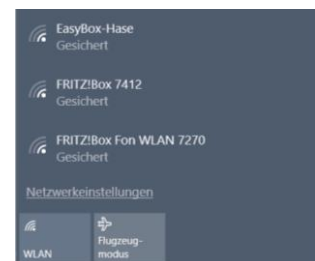 EasyBox-Hase
Gesichert
FRITZ!Box 7412
Gesichert
FRITZ!Box Fon WLAN 7270
Gesichert
Netzwerkeinstellungen
WLAN
Flugzeug-
modus